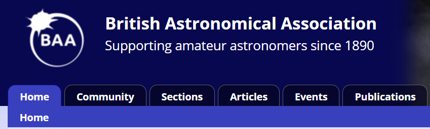 BAA
British Astronomical Association
Supporting amateur astronomers since 1890
Home Community Sections Articles Events Publications
Home